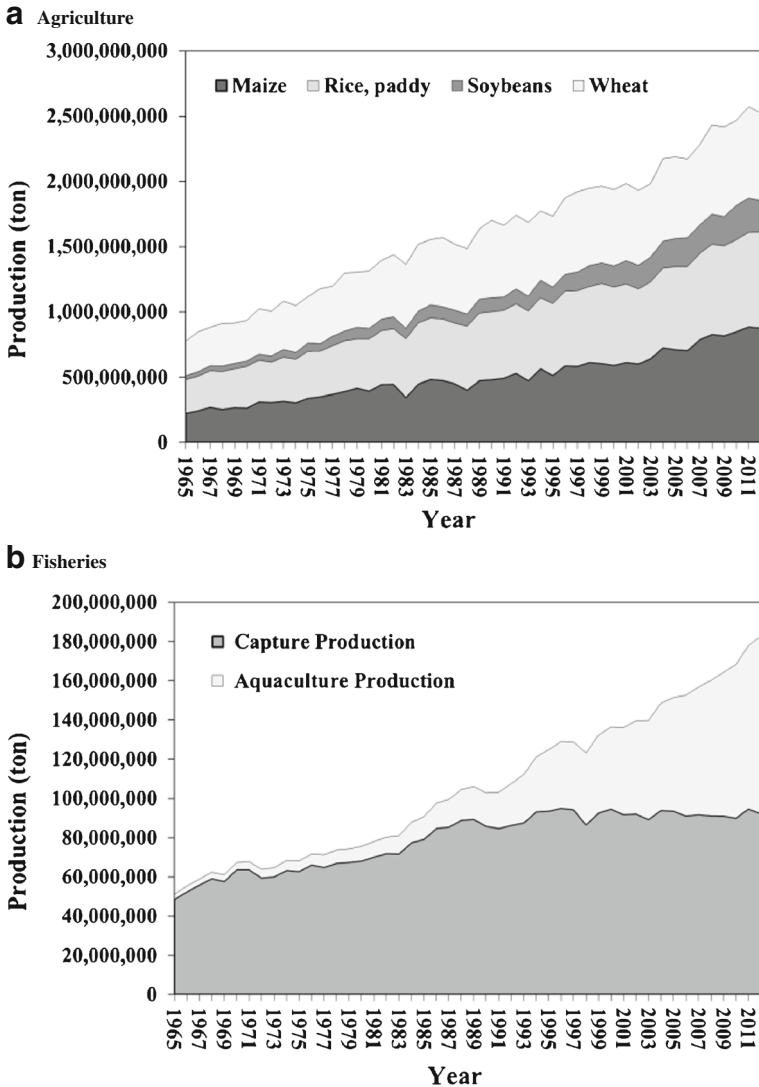 a Agriculture
3,000,000,000
2,500,000,000
2,000,000,000
1,500,000,000
1,000,000,000
500,000,000
0
Production (ton)
Maize Rice, paddy Soybeans Wheat
1965 1967 1969 1971 1973 1975 1977 1979 1981 1983 1985 1987 1989 1991 1993 1995 1997 1999 2001 2003 2005 2007 2009 2011
Year
b Fisheries
200,000,000
180,000,000
160,000,000
140,000,000
120,000,000
100,000,000
80,000,000
60,000,000
40,000,000
20,000,000
0
Production (ton)
Capture Production
Aquaculture Production
1965 1967 1969 1971 1973 1975 1977 1979 1981 1983 1985 1987 1989 1991 1993 1995 1997 1999 2001 2003 2005 2007 2009 2011
Year